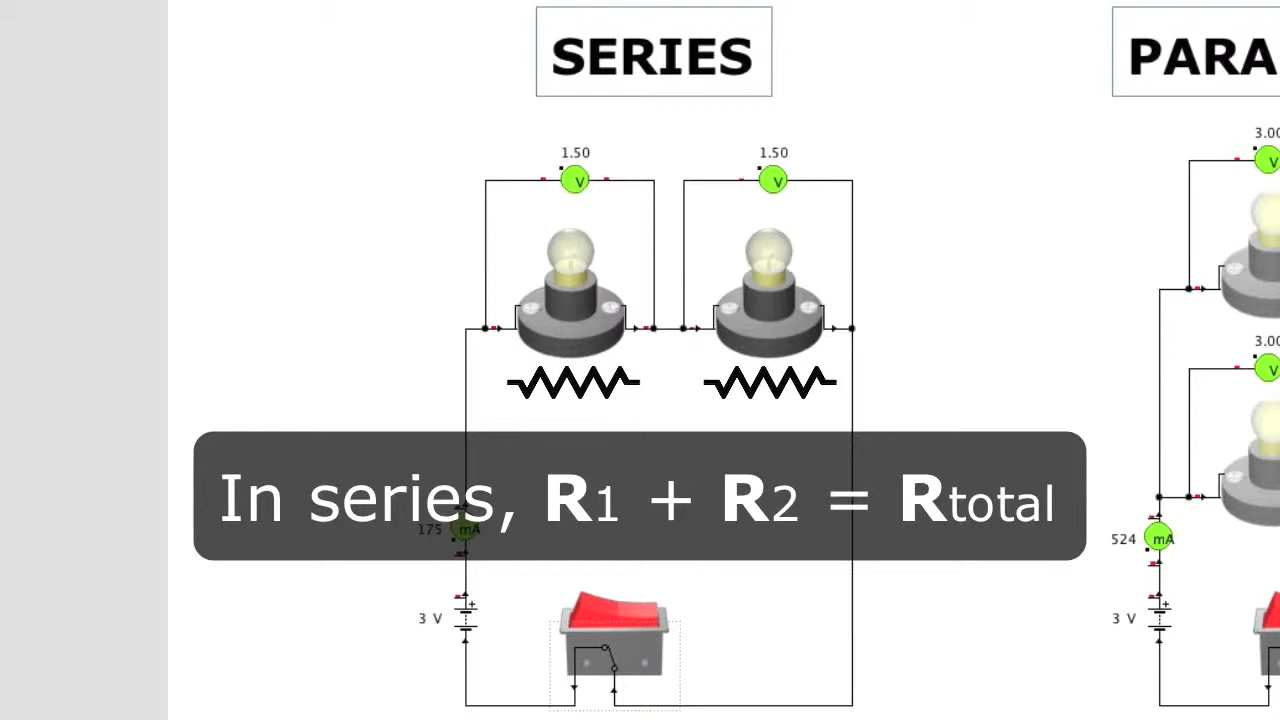 SERIES
PARA
1.50
1.50
3.00
V
V
V
3.00
V
In series, R1 + R2 = Rtotal
175 mA
524 mA
+
+
3 V
3 V